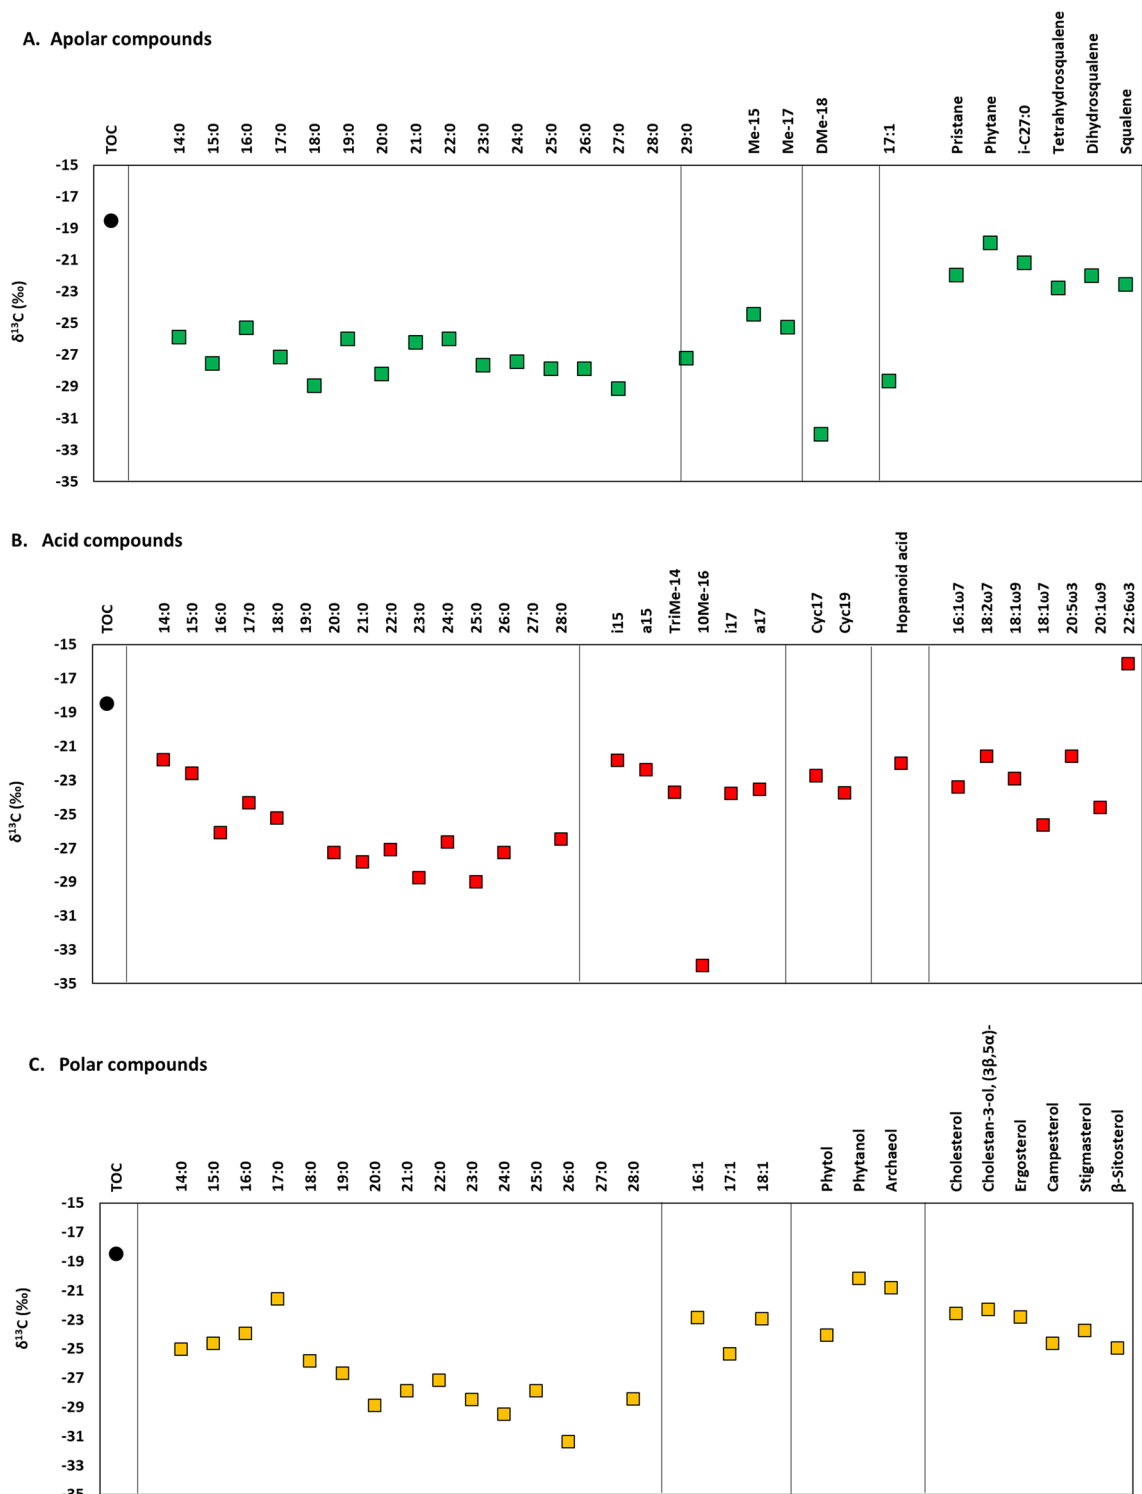 A. Apolar compounds
TOC
14:0
15:0
16:0
17:0
18:0
19:0
20:0
21:0
22:0
23:0
24:0
25:0
26:0
27:0
28:0
29:0
Me-15
Me-17
DMe-18
17:1
Pristane
Phytane
i-C27:0
Tetrahydrosqualene
Dihydrosqualene
Squalene
δ¹³C (‰)
-15
-17
-19
-21
-23
-25
-27
-29
-31
-33
-35
B. Acid compounds
TOC
14:0
15:0
16:0
17:0
18:0
19:0
20:0
21:0
22:0
23:0
24:0
25:0
26:0
27:0
28:0
i15
a15
TriMe-14
10Me-16
i17
a17
Cyc17
Cyc19
Hopanoid acid
16:1ω7
18:2ω7
18:1ω9
18:1ω7
20:5ω3
20:1ω9
22:6ω3
δ¹³C (‰)
-15
-17
-19
-21
-23
-25
-27
-29
-31
-33
-35
C. Polar compounds
TOC
14:0
15:0
16:0
17:0
18:0
19:0
20:0
21:0
22:0
23:0
24:0
25:0
26:0
27:0
28:0
16:1
17:1
18:1
Phytol
Phytanol
Archaeol
Cholesterol
Cholestan-3-ol, (3β,5α)-
Ergosterol
Campesterol
Stigmasterol
β-Sitosterol
δ¹³C (‰)
-15
-17
-19
-21
-23
-25
-27
-29
-31
-33
-35